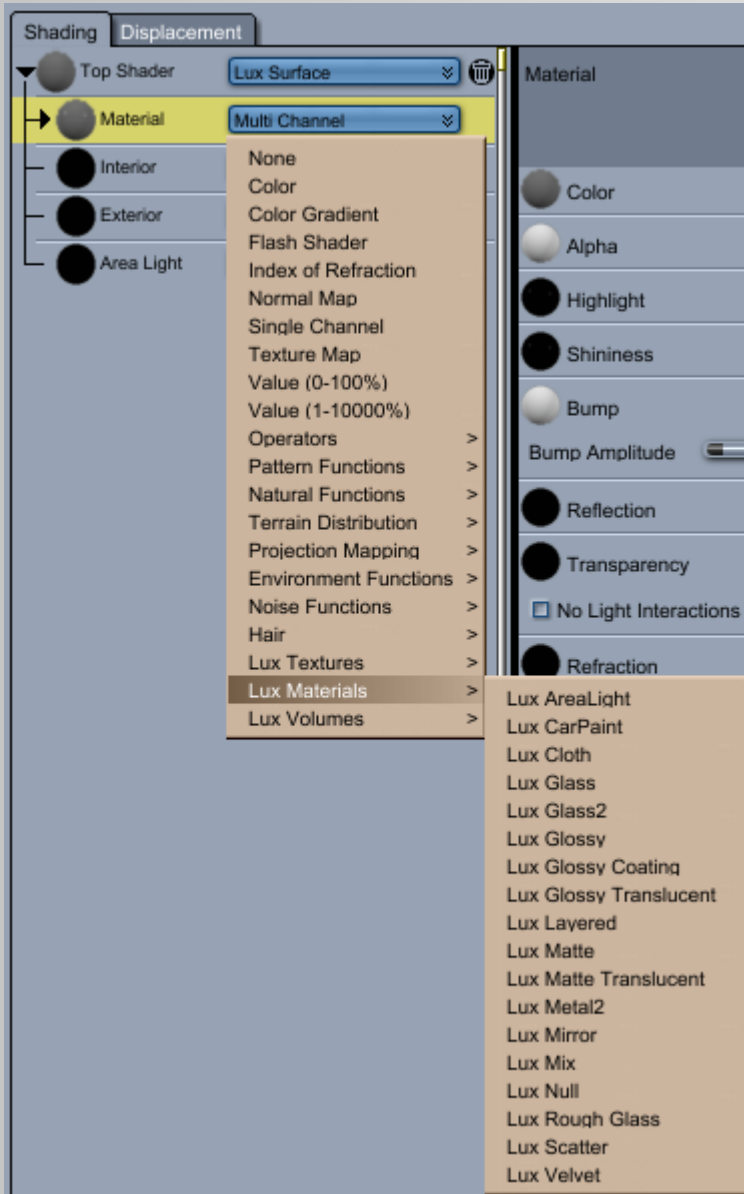 Shading
Displacement
Top Shader
Lux Surface
Material
Multi Channel
Interior
Exterior
Area Light
None
Color
Color Gradient
Flash Shader
Index of Refraction
Normal Map
Single Channel
Texture Map
Value (0-100%)
Value (1-10000%)
Operators >
Pattern Functions >
Natural Functions >
Terrain Distribution >
Projection Mapping >
Environment Functions >
Noise Functions >
Hair >
Lux Textures >
Lux Materials >
Lux Volumes >
Material
Color
Alpha
Highlight
Shininess
Bump
Bump Amplitude
Reflection
Transparency
No Light Interactions
Refraction
Lux AreaLight
Lux CarPaint
Lux Cloth
Lux Glass
Lux Glass2
Lux Glossy
Lux Glossy Coating
Lux Glossy Translucent
Lux Layered
Lux Matte
Lux Matte Translucent
Lux Metal2
Lux Mirror
Lux Mix
Lux Null
Lux Rough Glass
Lux Scatter
Lux Velvet